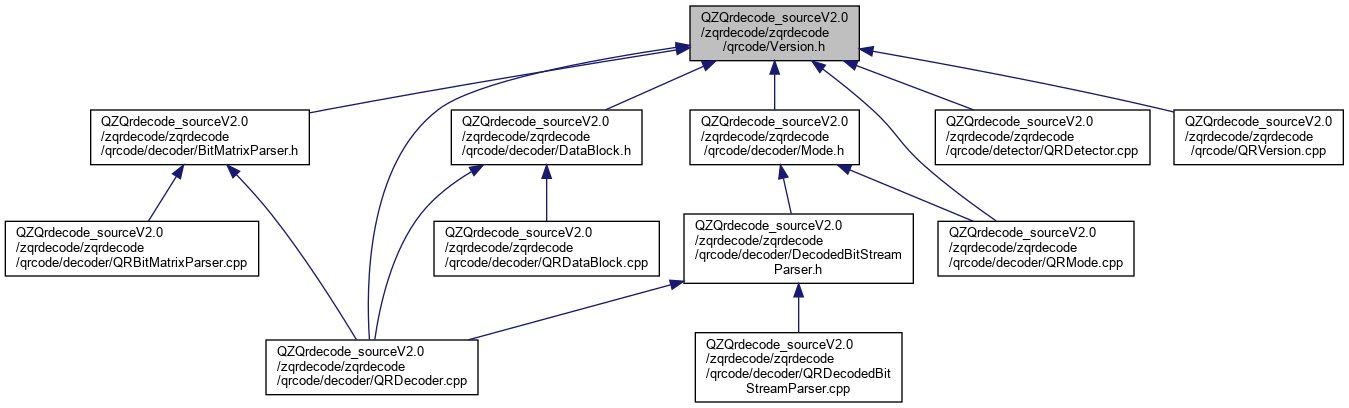 QZQrdecode_sourceV2.0
/zqrdecode/zqrdecode
/qrcode/Version.h
QZQrdecode_sourceV2.0
/zqrdecode/zqrdecode
/qrcode/decoder/BitMatrixParser.h
QZQrdecode_sourceV2.0
/zqrdecode/zqrdecode
/qrcode/decoder/DataBlock.h
QZQrdecode_sourceV2.0
/zqrdecode/zqrdecode
/qrcode/decoder/Mode.h
QZQrdecode_sourceV2.0
/zqrdecode/zqrdecode
/qrcode/detector/QRDetector.cpp
QZQrdecode_sourceV2.0
/zqrdecode/zqrdecode
/qrcode/QRVersion.cpp
QZQrdecode_sourceV2.0
/zqrdecode/zqrdecode
/qrcode/decoder/QRBitMatrixParser.cpp
QZQrdecode_sourceV2.0
/zqrdecode/zqrdecode
/qrcode/decoder/QRDataBlock.cpp
QZQrdecode_sourceV2.0
/zqrdecode/zqrdecode
/qrcode/decoder/DecodedBitStream
Parser.h
QZQrdecode_sourceV2.0
/zqrdecode/zqrdecode
/qrcode/decoder/QRMode.cpp
QZQrdecode_sourceV2.0
/zqrdecode/zqrdecode
/qrcode/decoder/QRDecoder.cpp
QZQrdecode_sourceV2.0
/zqrdecode/zqrdecode
/qrcode/decoder/QRDecodedBit
StreamParser.cpp